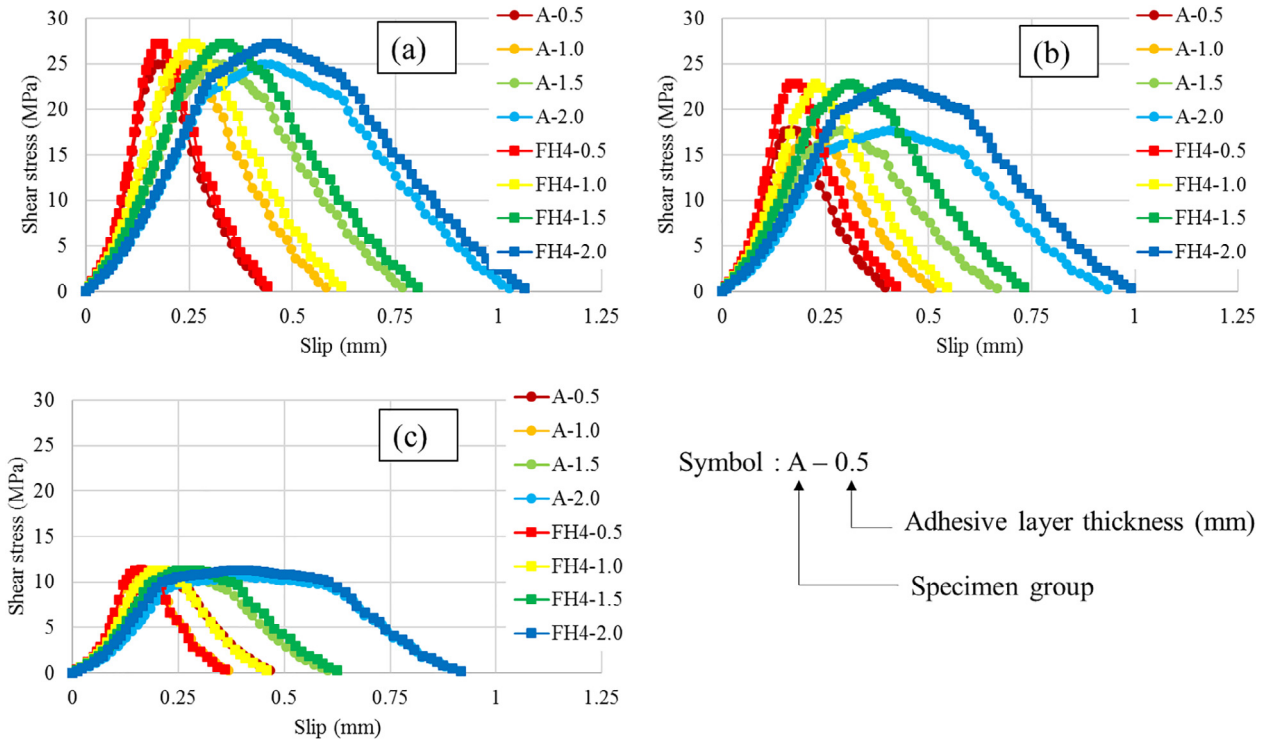 30
25
20
15
10
5
0
Shear stress (MPa)
0
0.25
0.5
0.75
1
1.25
Slip (mm)
(a)
A-0.5
A-1.0
A-1.5
A-2.0
FH4-0.5
FH4-1.0
FH4-1.5
FH4-2.0
30
25
20
15
10
5
0
Shear stress (MPa)
0
0.25
0.5
0.75
1
1.25
Slip (mm)
(b)
A-0.5
A-1.0
A-1.5
A-2.0
FH4-0.5
FH4-1.0
FH4-1.5
FH4-2.0
30
25
20
15
10
5
0
Shear stress (MPa)
0
0.25
0.5
0.75
1
1.25
Slip (mm)
(c)
A-0.5
A-1.0
A-1.5
A-2.0
FH4-0.5
FH4-1.0
FH4-1.5
FH4-2.0
Symbol : A – 0.5
Adhesive layer thickness (mm)
Specimen group